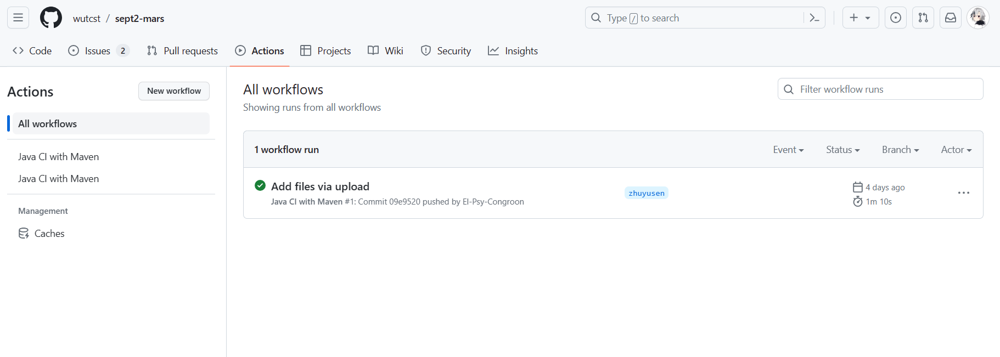 wutcst / sept2-mars
Type / to search
Code
Issues 2
Pull requests
Actions
Projects
Wiki
Security
Insights
Actions
New workflow
All workflows
Java CI with Maven
Java CI with Maven
Management
Caches
All workflows
Showing runs from all workflows
Filter workflow runs
1 workflow run
Event
Status
Branch
Actor
Add files via upload
Java CI with Maven #1: Commit 09e9520 pushed by El-Psy-Congroon
zhuyusen
4 days ago
1m 10s